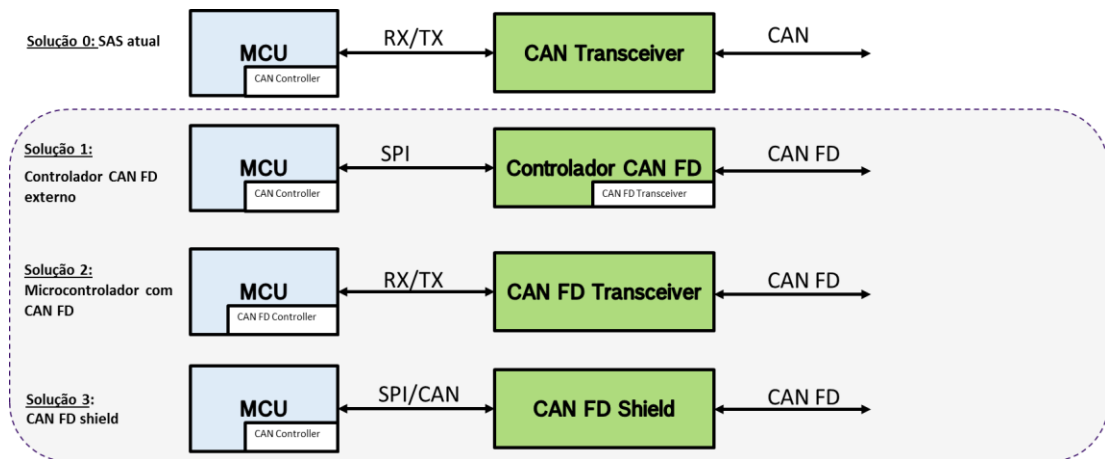 Solução 0: SAS atual
MCU
CAN Controller
RX/TX
CAN Transceiver
CAN
Solução 1:
Controlador CAN FD
externo
MCU
CAN Controller
SPI
Controlador CAN FD
CAN FD Transceiver
CAN FD
Solução 2:
Microcontrolador com
CAN FD
MCU
CAN FD Controller
RX/TX
CAN FD Transceiver
CAN FD
Solução 3:
CAN FD shield
MCU
CAN Controller
SPI/CAN
CAN FD Shield
CAN FD